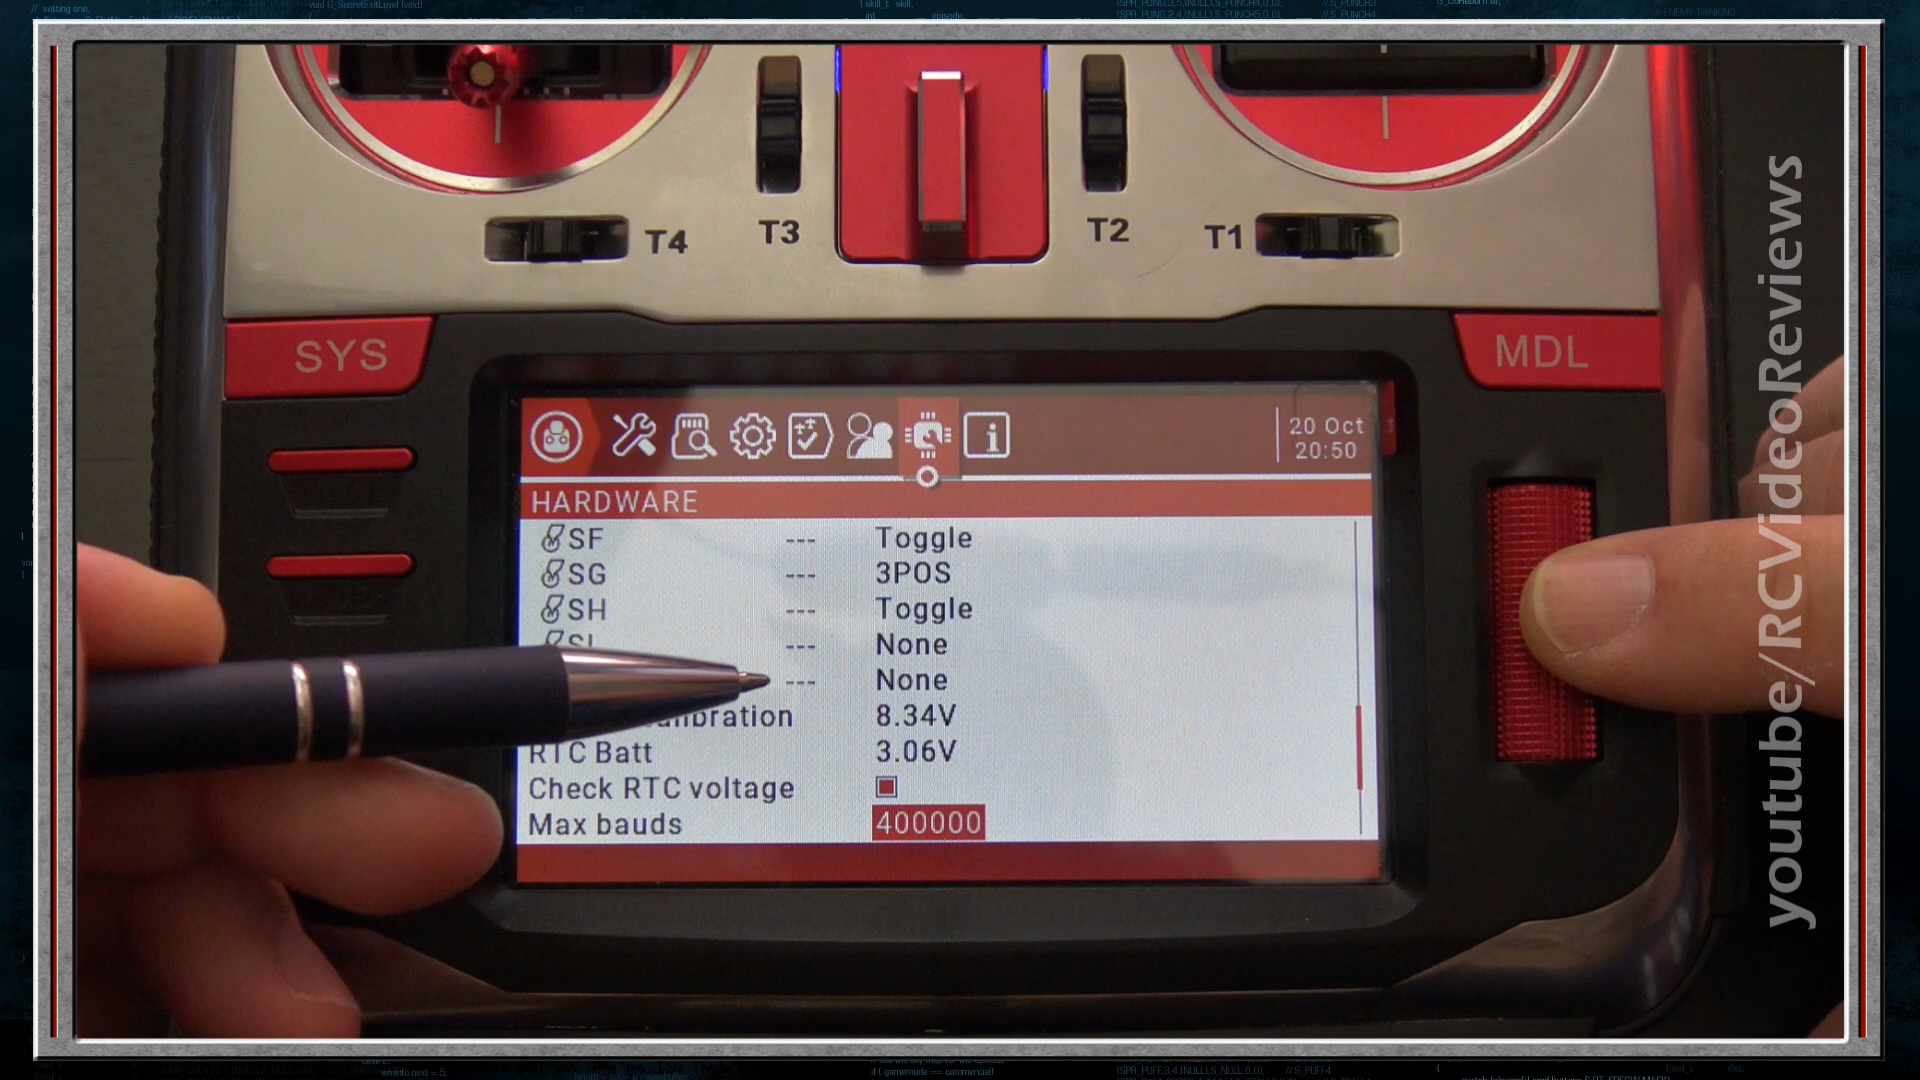 T4
T3
T2
T1
SYS
MDL
20 Oct
20:50
HARDWARE
SF --- Toggle
SG --- 3POS
SH --- Toggle
--- None
--- None
8.34V
RTC Batt 3.06V
Check RTC voltage
Max bauds 400000
youtube/RCVideoReviews